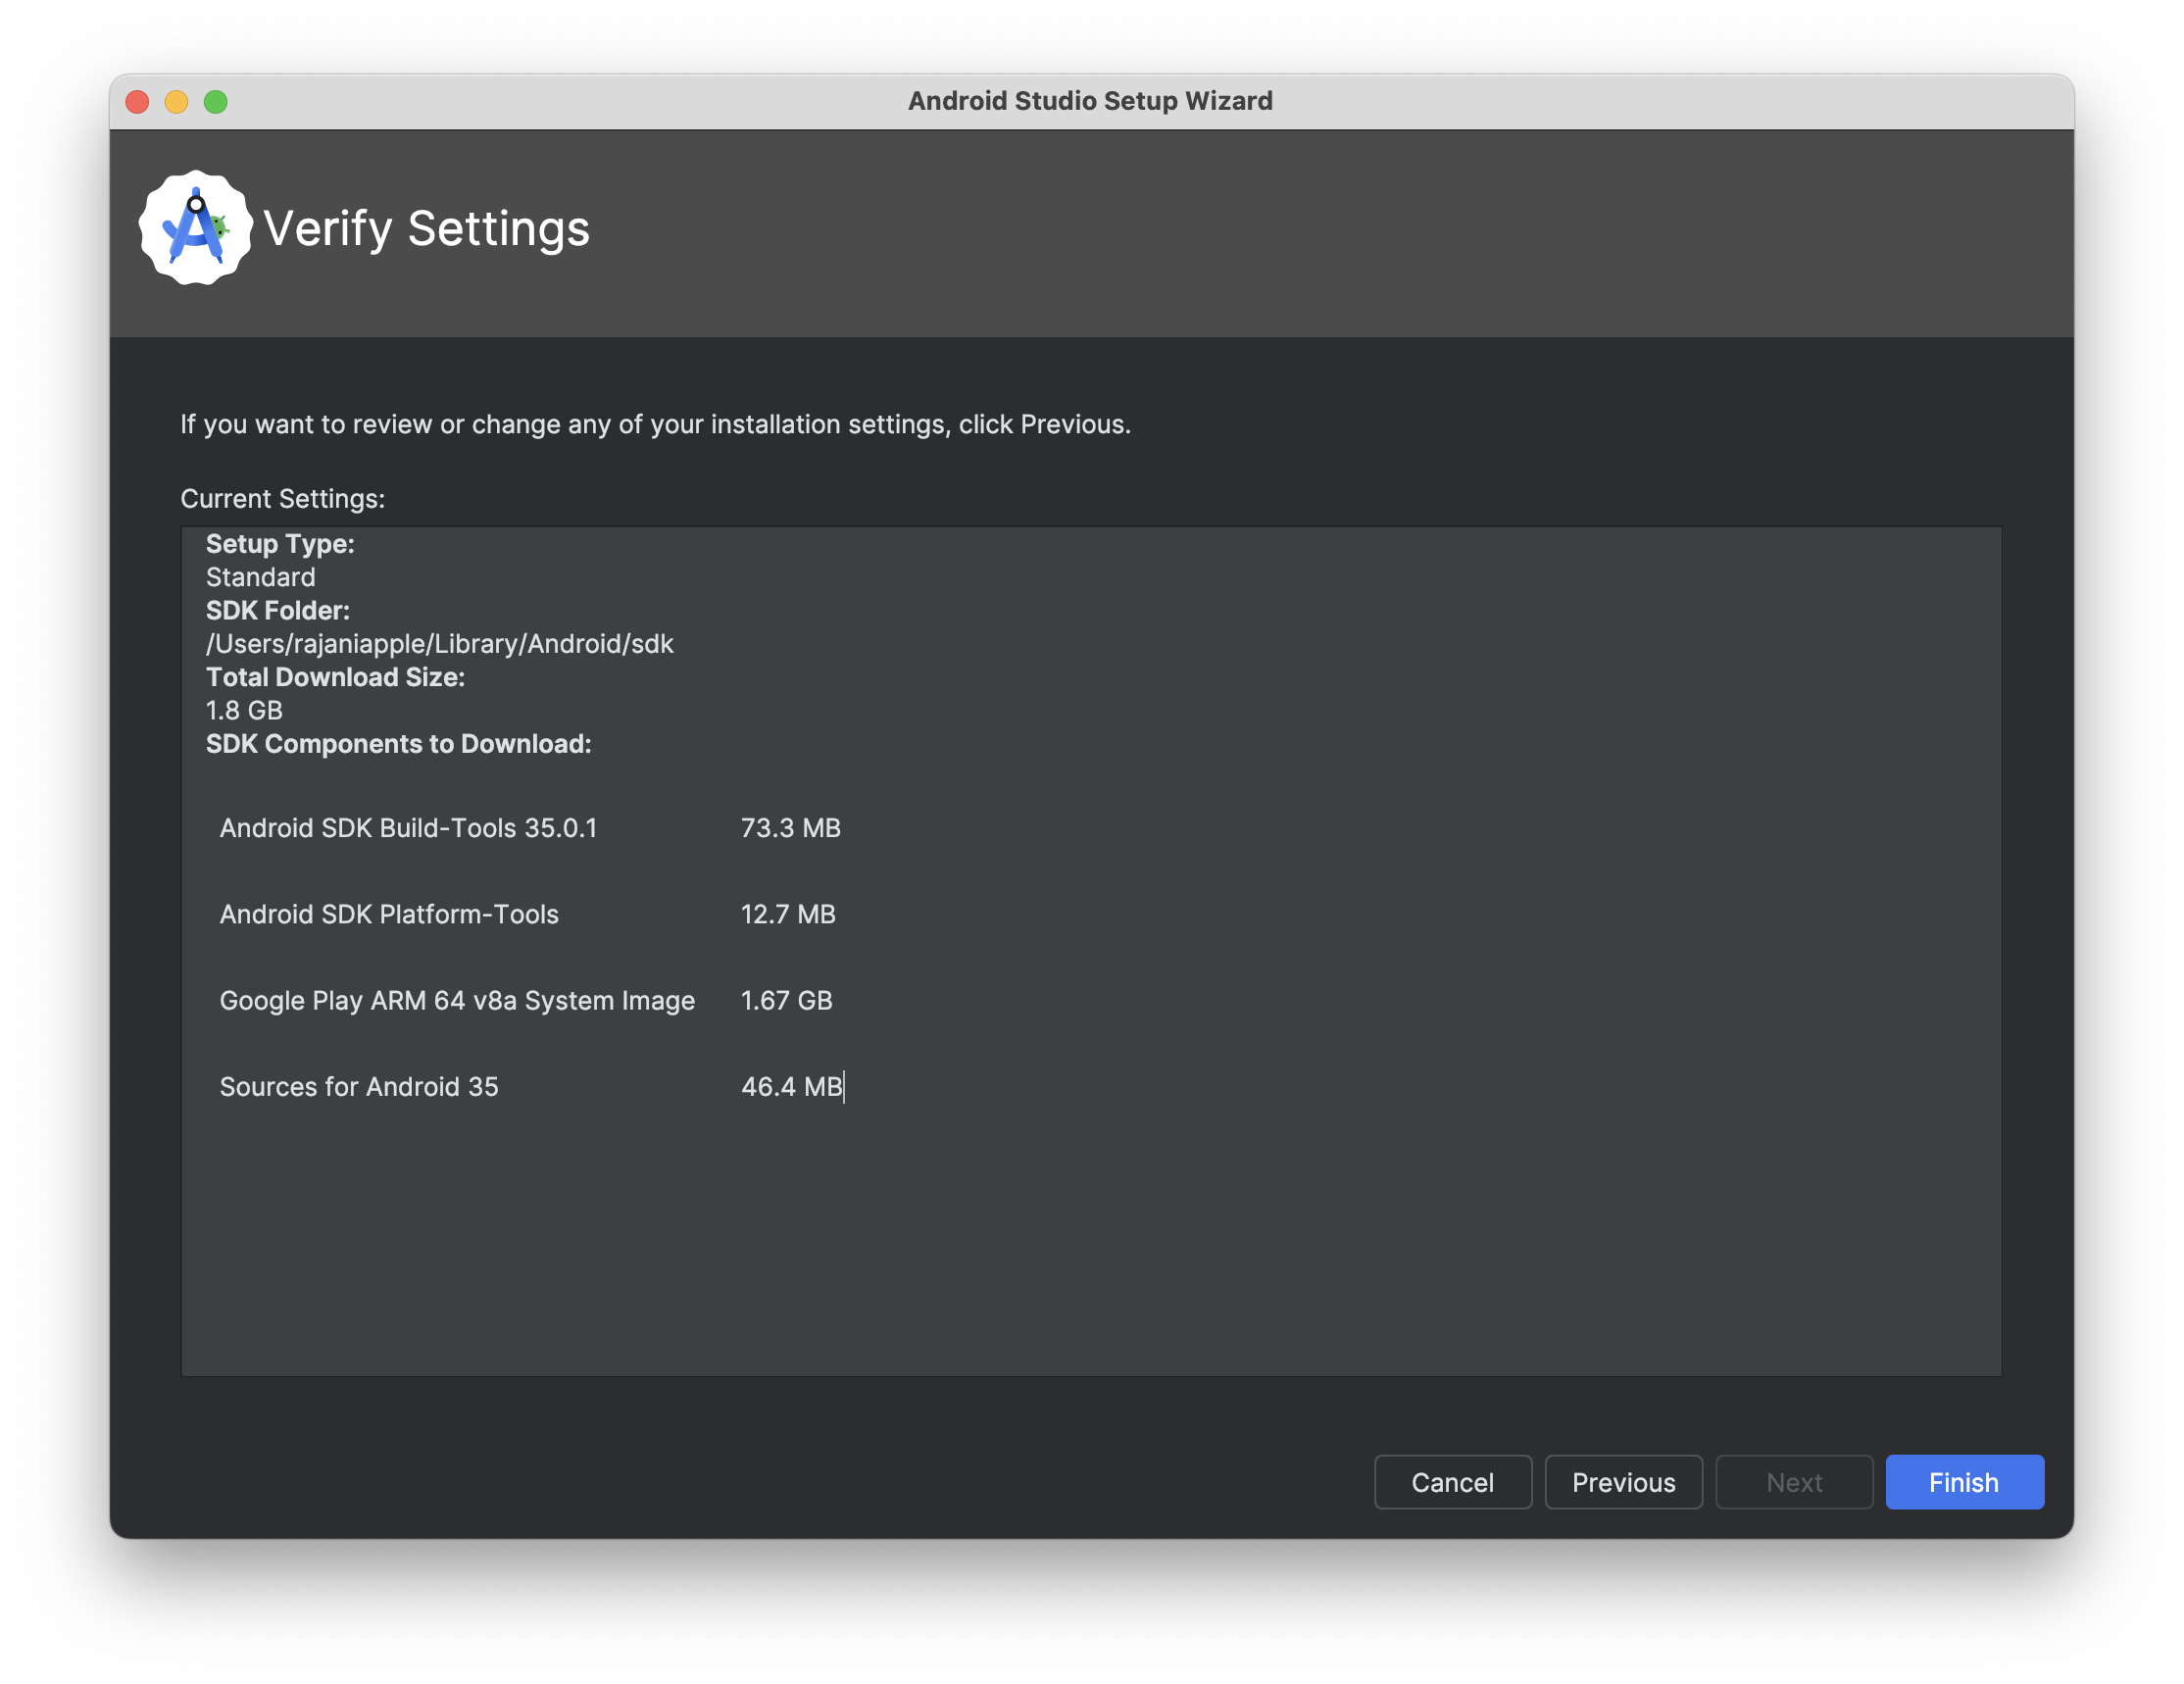 Android Studio Setup Wizard
Verify Settings
If you want to review or change any of your installation settings, click Previous.
Current Settings:
Setup Type:
Standard
SDK Folder:
/Users/rajaniapple/Library/Android/sdk
Total Download Size:
1.8 GB
SDK Components to Download:
Android SDK Build-Tools 35.0.1 73.3 MB
Android SDK Platform-Tools 12.7 MB
Google Play ARM 64 v8a System Image 1.67 GB
Sources for Android 35 46.4 MB
Cancel Previous Next Finish